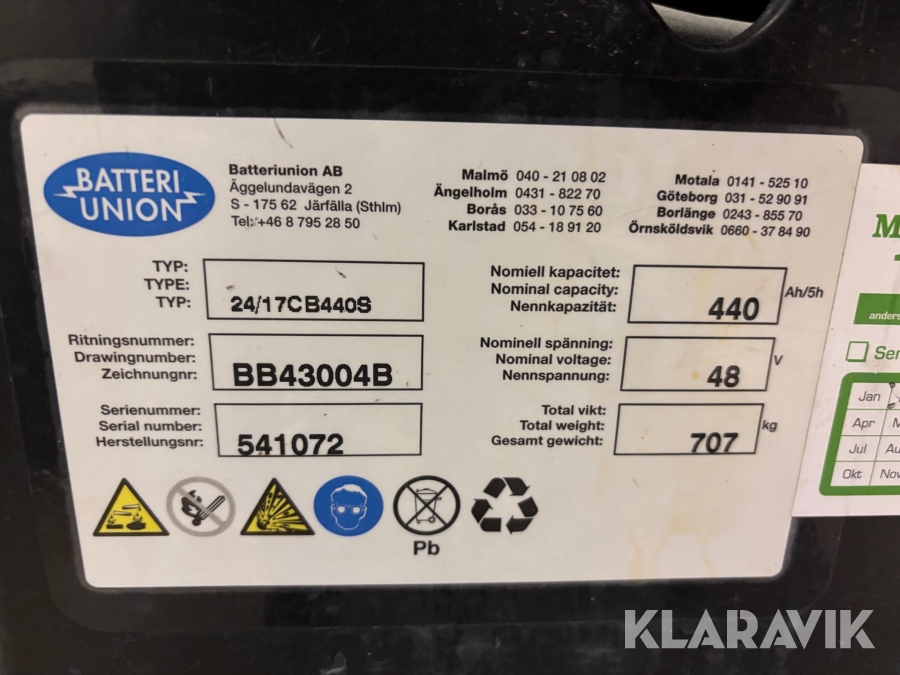 BATTERI
UNION
Batteriunion AB
Äggelundavägen 2
S - 175 62 Järfälla (Sthlm)
Tel: +46 8 795 28 50
Malmö 040 - 21 08 02
Ängelholm 0431 - 822 70
Borås 033 - 10 75 60
Karlstad 054 - 18 91 20
Motala 0141 - 525 10
Göteborg 031 - 52 90 91
Borlänge 0243 - 855 70
Örnsköldsvik 0660 - 378 490
TYP:
TYPE:
TYP:
24/17CB440S
Nomiell kapacitet:
Nominal capacity:
Nennkapazität:
440
Ah/5h
Ritningsnummer:
Drawingnumber:
Zeichnungnr:
BB43004B
Nominell spänning:
Nominal voltage:
Nennspannung:
48
V
Serienummer:
Serial number:
Herstellungsnr:
541072
Total vikt:
Total weight:
Gesamt gewicht:
707
kg
Pb
Jan
Apr
Jul
Okt
KLARAVIK